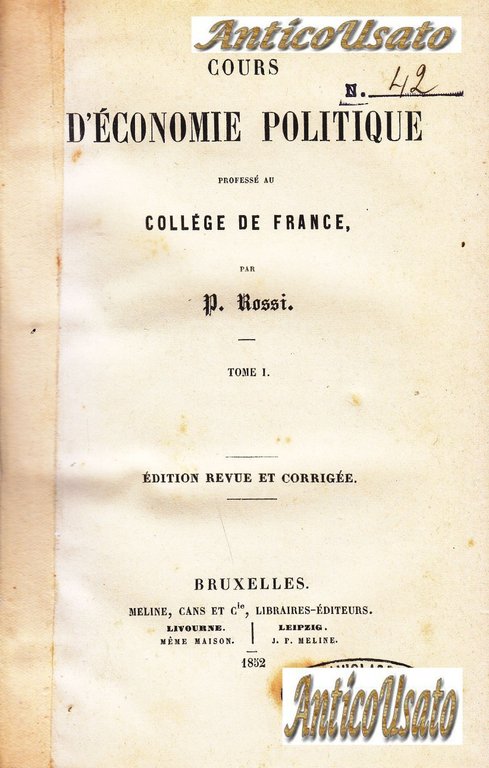 AnticoUsato
COURS
N. 42
D'ÉCONOMIE POLITIQUE
PROFESSÉ AU
COLLÉGE DE FRANCE,
PAR
P. Rossi.
TOME I.
ÉDITION REVUE ET CORRIGÉE.
BRUXELLES.
MELINE, CANS ET Cie, LIBRAIRES-ÉDITEURS.
LIVOURNE. LEIPZIG.
MÊME MAISON. J. P. MELINE.
1852
AnticoUsato